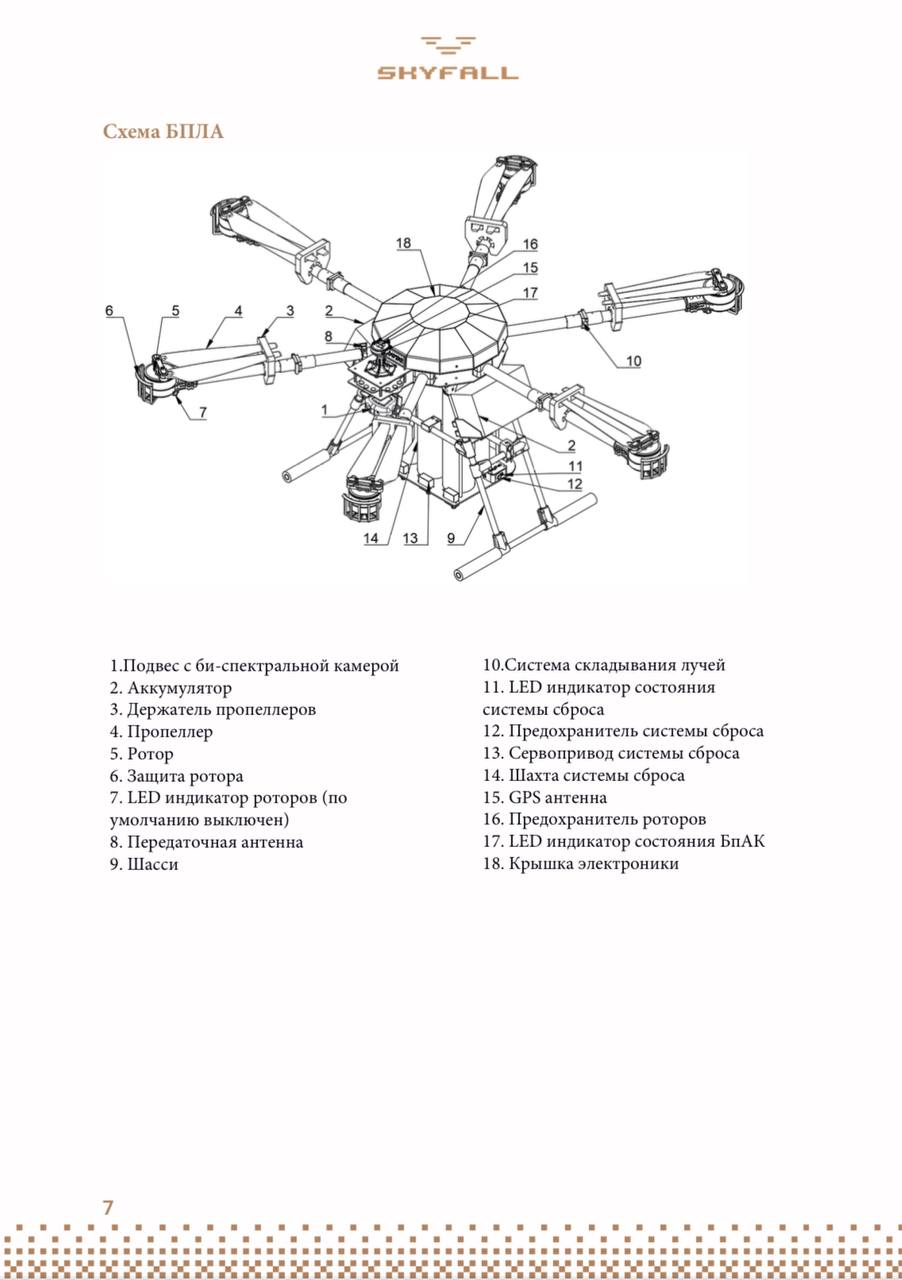 SKYFALL
Схема БПЛА
18
16
15
17
6
5
4
3
2
8
10
7
1
2
11
12
14
13
9
1.Подвес с би-спектральной камерой
2. Аккумулятор
3. Держатель пропеллеров
4. Пропеллер
5. Ротор
6. Защита ротора
7. LED индикатор роторов (по
умолчанию выключен)
8. Передаточная антенна
9. Шасси
10.Система складывания лучей
11. LED индикатор состояния
системы сброса
12. Предохранитель системы сброса
13. Сервопривод системы сброса
14. Шахта системы сброса
15. GPS антенна
16. Предохранитель роторов
17. LED индикатор состояния БпАК
18. Крышка электроники
7